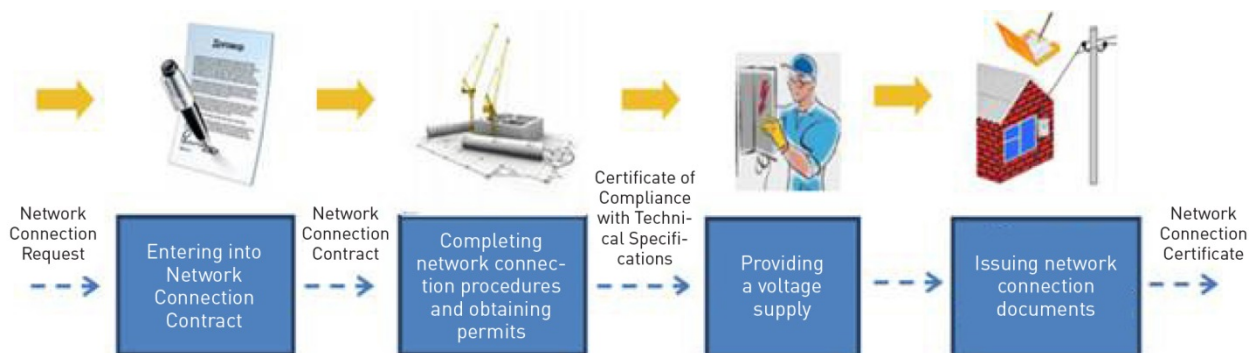 Договор
Network
Connection
Request
Entering into
Network
Connection
Contract
Network
Connection
Contract
Completing
network connec-
tion procedures
and obtaining
permits
Certificate of
Compliance
with Techni-
cal Specifi-
cations
Providing
a voltage
supply
Issuing network
connection
documents
Network
Connection
Certificate